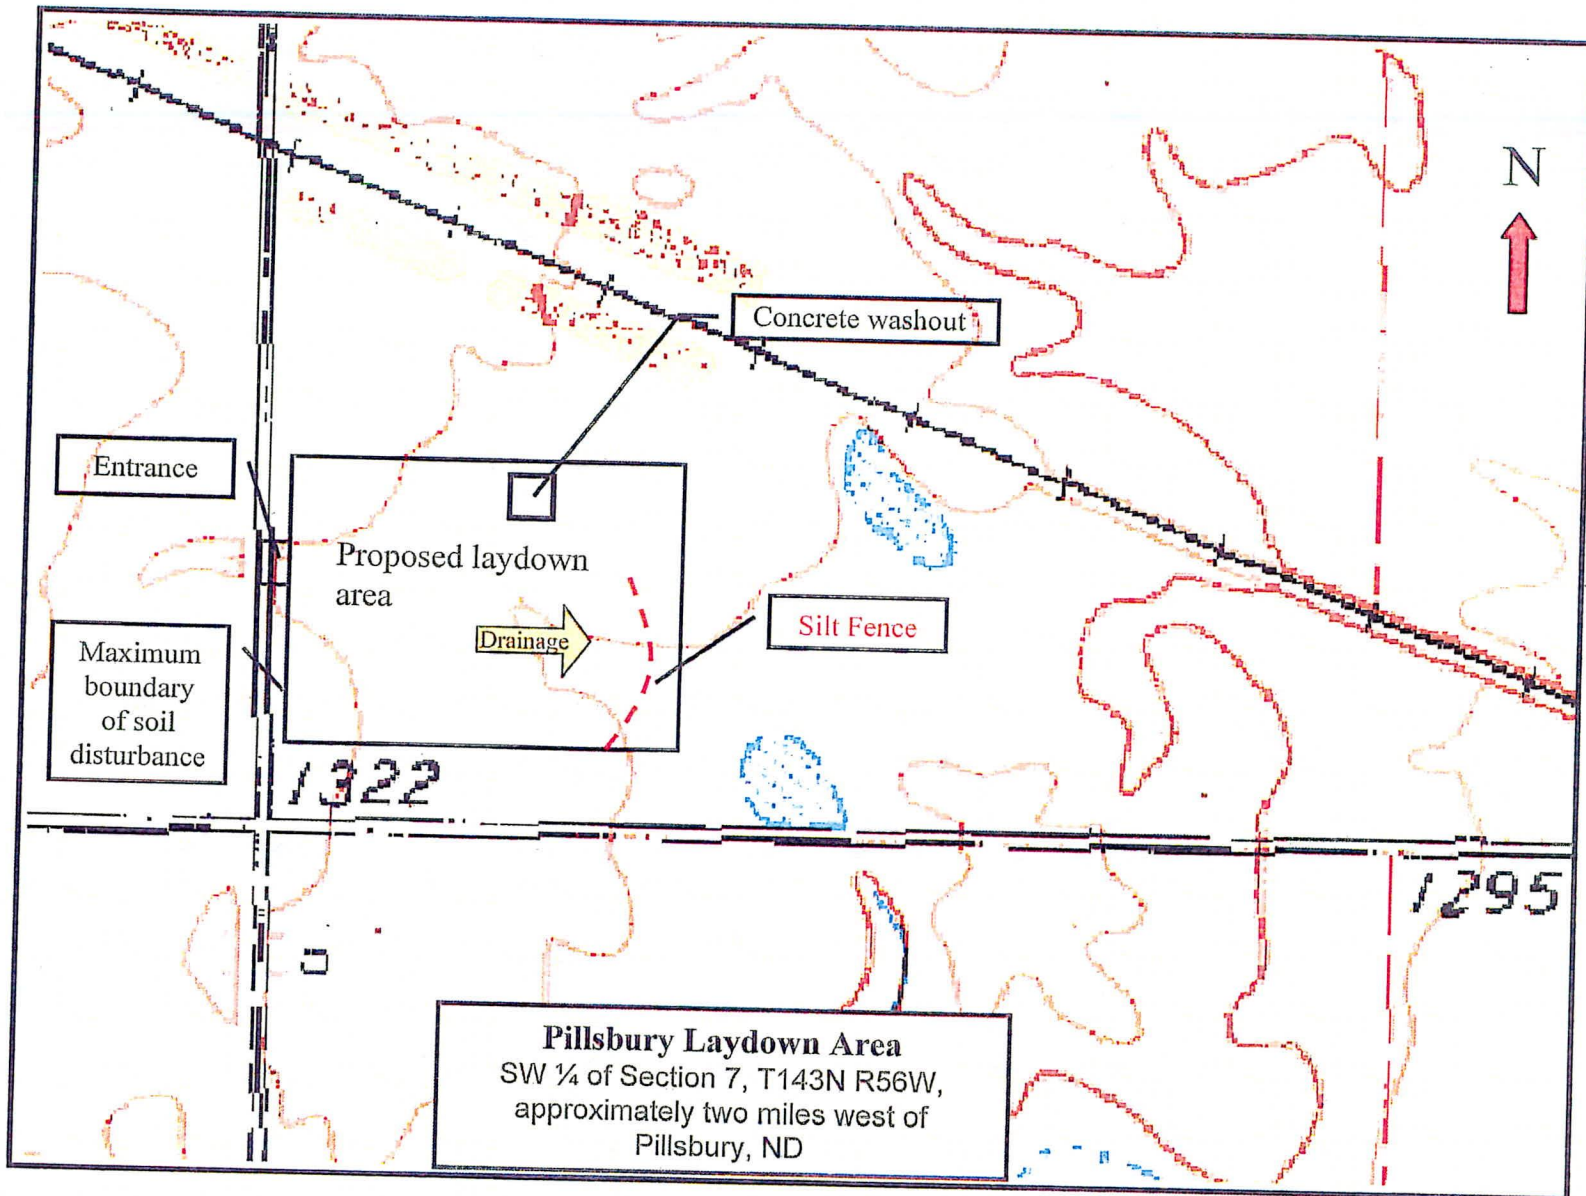 N
Concrete washout
Entrance
Proposed laydown
area
Drainage
Silt Fence
Maximum
boundary
of soil
disturbance
1322
1295
Pillsbury Laydown Area
SW ¼ of Section 7, T143N R56W,
approximately two miles west of
Pillsbury, ND